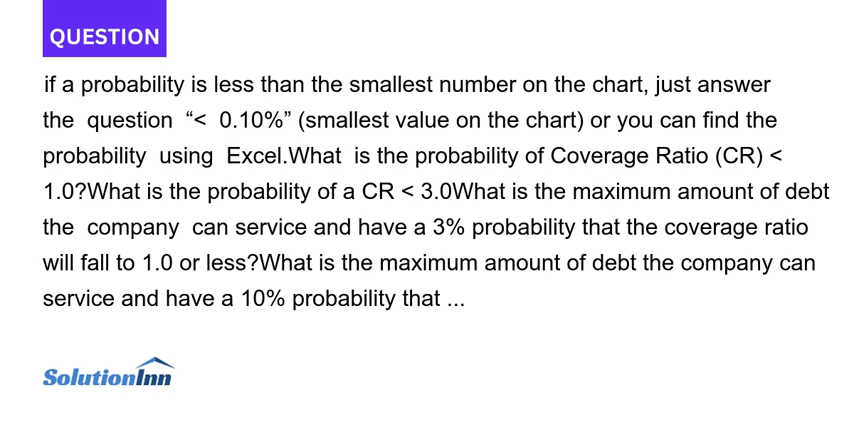 QUESTION
if a probability is less than the smallest number on the chart, just answer
the question “< 0.10%” (smallest value on the chart) or you can find the
probability using Excel.What is the probability of Coverage Ratio (CR) <
1.0?What is the probability of a CR < 3.0What is the maximum amount of debt
the company can service and have a 3% probability that the coverage ratio
will fall to 1.0 or less?What is the maximum amount of debt the company can
service and have a 10% probability that ...
SolutionInn